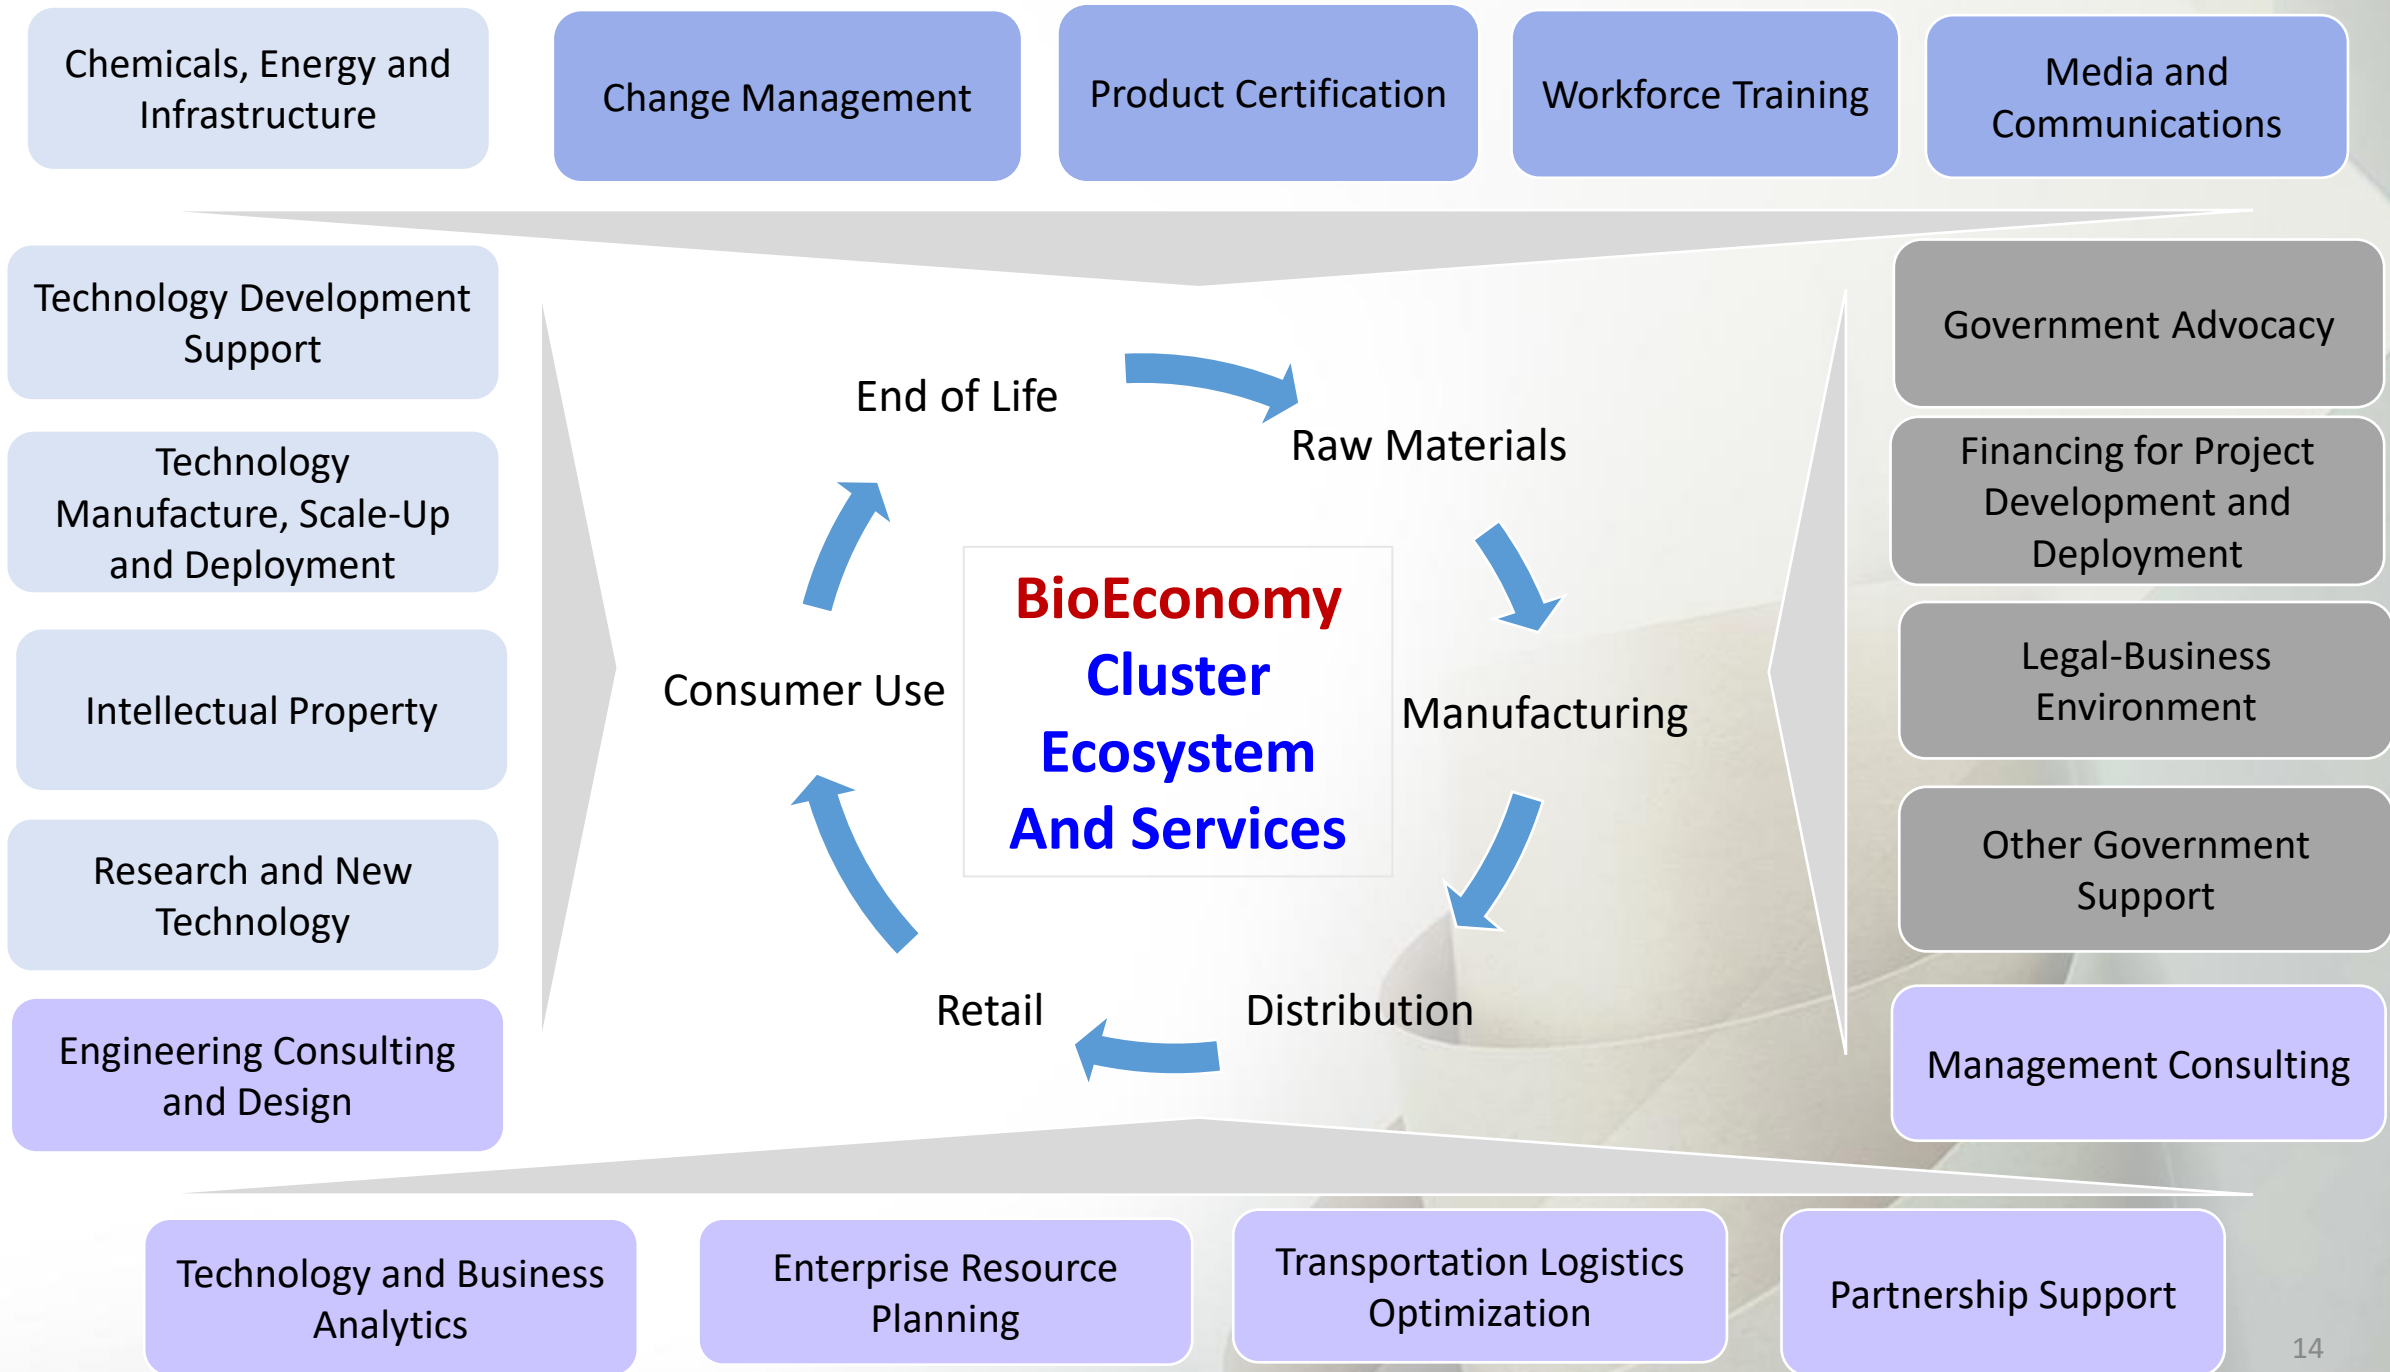 Chemicals, Energy and
Infrastructure
Change Management
Product Certification
Workforce Training
Media and
Communications
Technology Development
Support
Technology
Manufacture, Scale-Up
and Deployment
Intellectual Property
Research and New
Technology
Engineering Consulting
and Design
End of Life
Raw Materials
Consumer Use
Manufacturing
Retail
Distribution
BioEconomy
Cluster
Ecosystem
And Services
Government Advocacy
Financing for Project
Development and
Deployment
Legal-Business
Environment
Other Government
Support
Management Consulting
Technology and Business
Analytics
Enterprise Resource
Planning
Transportation Logistics
Optimization
Partnership Support
14